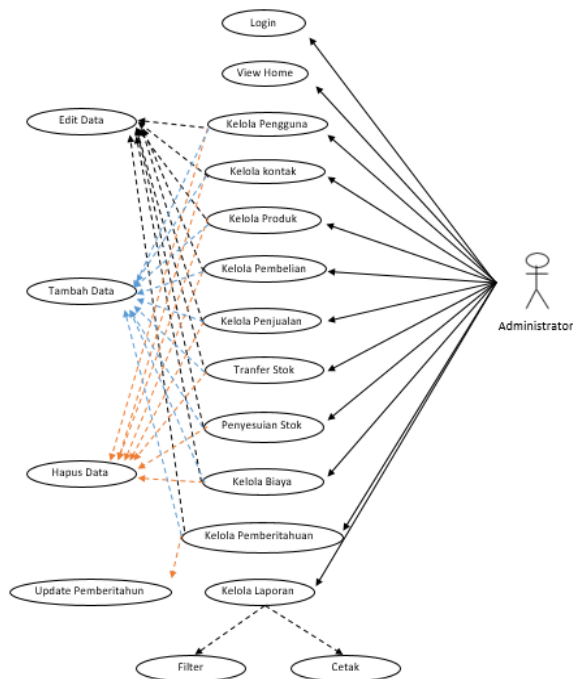 Login
View Home
Edit Data
Kelola Pengguna
Kelola kontak
Kelola Produk
Kelola Pembelian
Tambah Data
Kelola Penjualan
Administrator
Tranfer Stok
Penyesuian Stok
Hapus Data
Kelola Biaya
Kelola Pemberitahuan
Update Pemberitahun
Kelola Laporan
Filter
Cetak